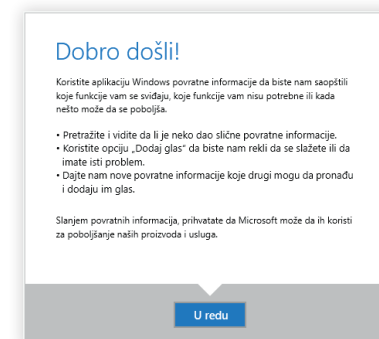 Dobro došli!
Koristite aplikaciju Windows povratne informacije da biste nam saopštili
koje funkcije vam se sviđaju, koje funkcije vam nisu potrebne ili kada
nešto može da se poboljša.
• Pretražite i vidite da li je neko dao slične povratne informacije.
• Koristite opciju „Dodaj glas“ da biste nam rekli da se slažete ili da
imate isti problem.
• Dajte nam nove povratne informacije koje drugi mogu da pronađu
i dodaju im glas.
Slanjem povratnih informacija, prihvatate da Microsoft može da ih koristi
za poboljšanje naših proizvoda i usluga.
U redu